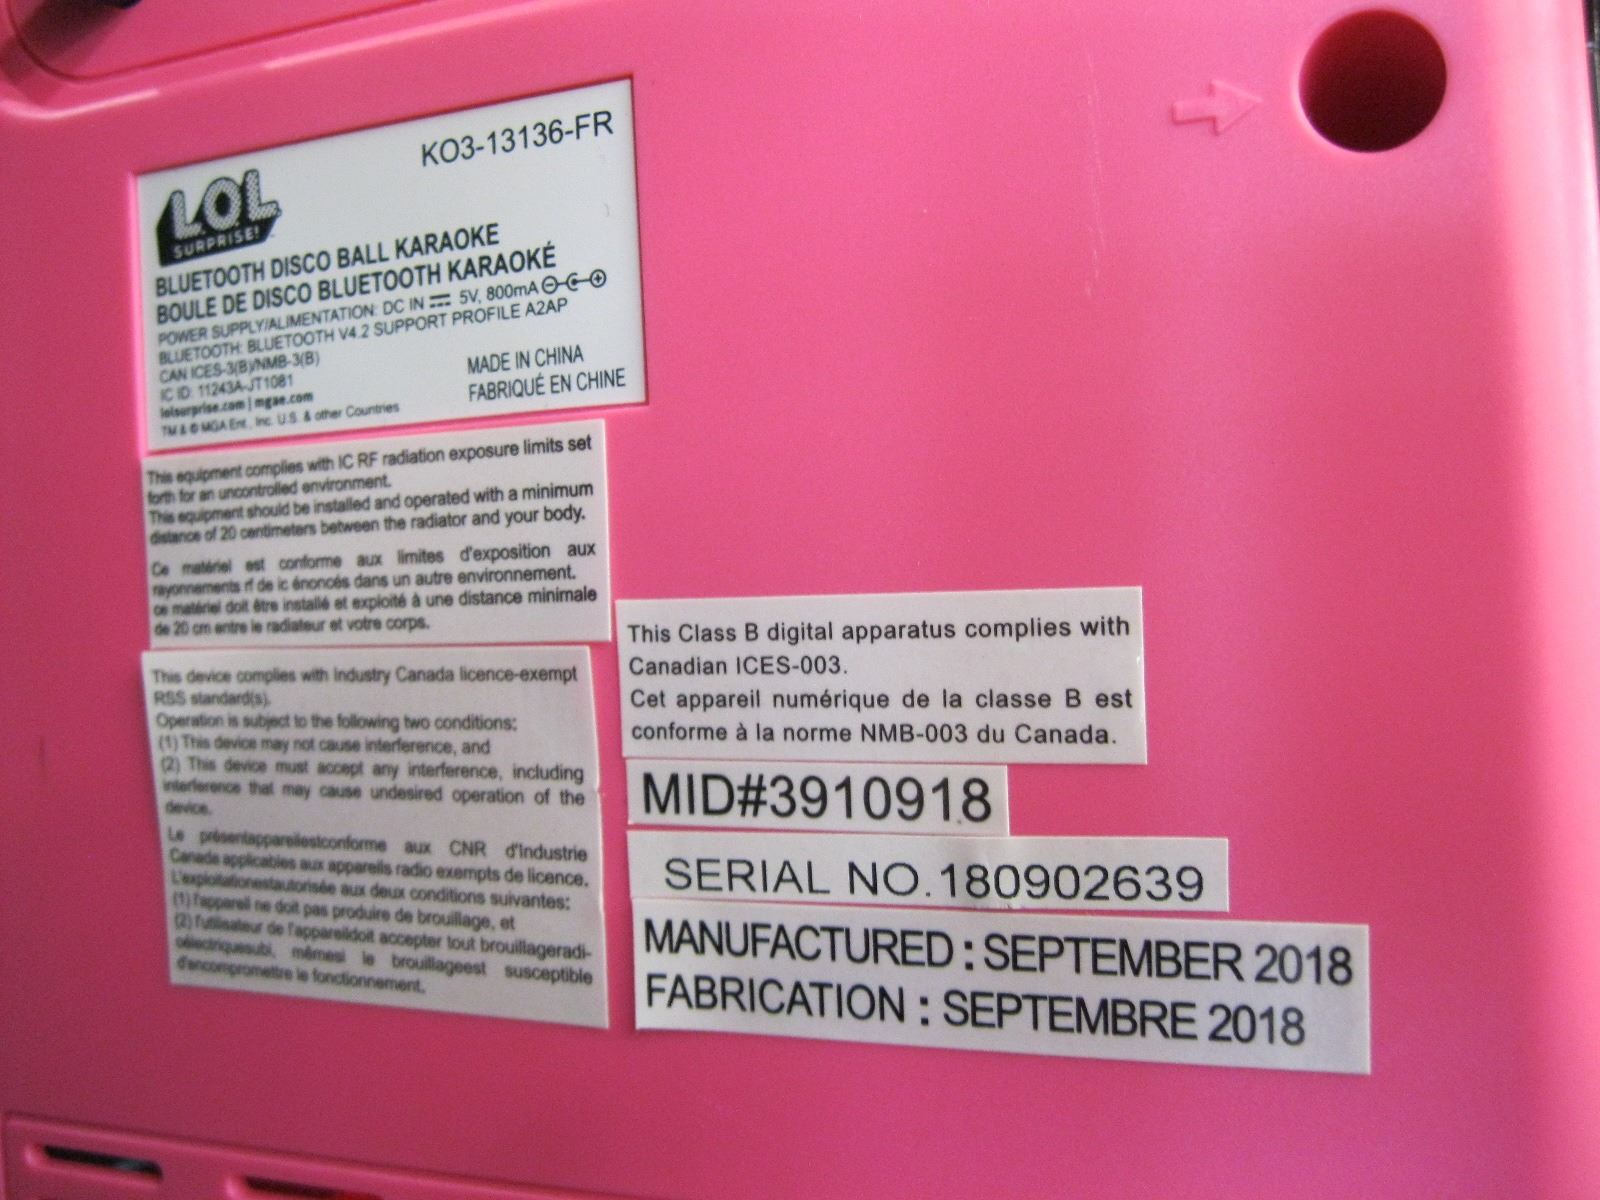 KO3-13136-FR
L.O.L.
SURPRISE!
BLUETOOTH DISCO BALL KARAOKE
BOULE DE DISCO BLUETOOTH KARAOKÉ
POWER SUPPLY/ALIMENTATION: DC IN 5V, 800mA
BLUETOOTH: BLUETOOTH V4.2 SUPPORT PROFILE A2AP
CAN ICES-3(B)/NMB-3(B)
IC ID: 11243A-JT1081
lolsurprise.com | mgae.com
TM & © MGA Ent., Inc. U.S. & other Countries
MADE IN CHINA
FABRIQUÉ EN CHINE
This equipment complies with IC RF radiation exposure limits set
forth for an uncontrolled environment.
This equipment should be installed and operated with a minimum
distance of 20 centimeters between the radiator and your body.
Ce matériel est conforme aux limites d'exposition aux
rayonnements rf de ic énoncés dans un autre environnement.
ce matériel doit être installé et exploité à une distance minimale
de 20 cm entre le radiateur et votre corps.
This device complies with Industry Canada licence-exempt
RSS standard(s).
Operation is subject to the following two conditions:
(1) This device may not cause interference, and
(2) This device must accept any interference, including
interference that may cause undesired operation of the
device.
Le présentappareilestconforme aux CNR d'Industrie
Canada applicables aux appareils radio exempts de licence.
L'exploitationestautorisée aux deux conditions suivantes:
(1) l'appareil ne doit pas produire de brouillage, et
(2) l'utilisateur de l'appareildoit accepter tout brouillageradi-
oélectriquesubi, mêmesi le brouillageest susceptible
d'encompromettre le fonctionnement.
This Class B digital apparatus complies with
Canadian ICES-003.
Cet appareil numérique de la classe B est
conforme à la norme NMB-003 du Canada.
MID#3910918
SERIAL NO.180902639
MANUFACTURED : SEPTEMBER 2018
FABRICATION : SEPTEMBRE 2018